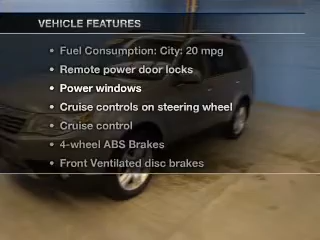 VEHICLE FEATURES
• Fuel Consumption: City: 20 mpg
• Remote power door locks
• Power windows
• Cruise controls on steering wheel
• Cruise control
• 4-wheel ABS Brakes
• Front Ventilated disc brakes